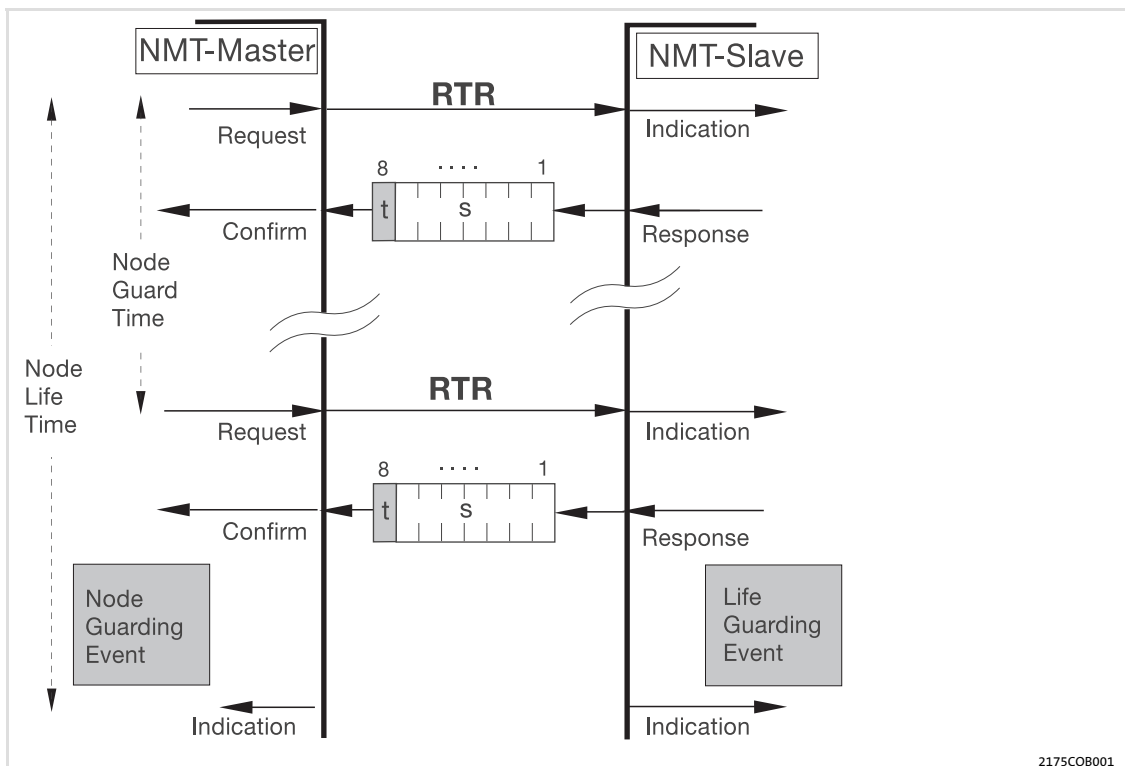 NMT-Master
NMT-Slave
RTR
Request
Indication
8 .... 1
t
s
Confirm
Response
Node
Guard
Time
Node
Life
Time
RTR
Request
Indication
8 .... 1
t
s
Confirm
Response
Node
Guarding
Event
Life
Guarding
Event
Indication
Indication
2175COB001